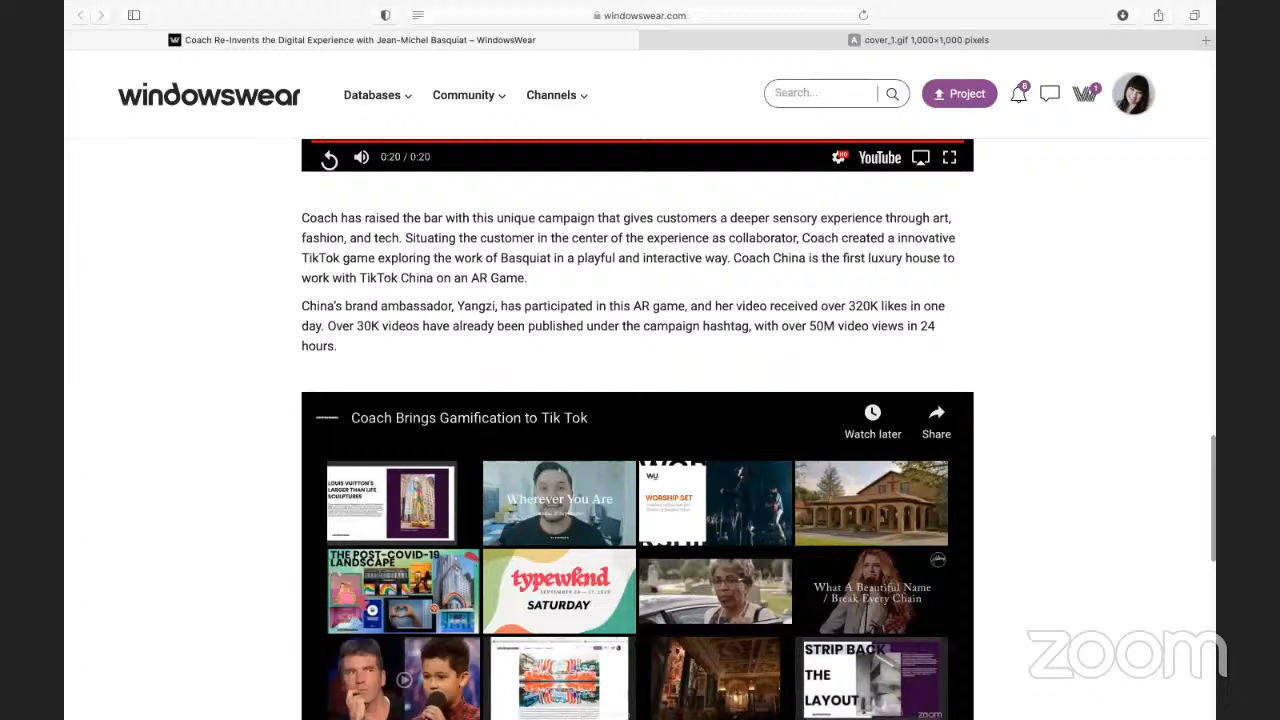 windowswear.com
Coach Re-Invents the Digital Experience with Jean-Michel Basquiat – WindowsWear
A cover_1.gif 1,000×1,000 pixels
windowswear
Databases
Community
Channels
Search...
Project
8
1
0:20 / 0:20
HD
YouTube
Coach has raised the bar with this unique campaign that gives customers a deeper sensory experience through art,
fashion, and tech. Situating the customer in the center of the experience as collaborator, Coach created a innovative
TikTok game exploring the work of Basquiat in a playful and interactive way. Coach China is the first luxury house to
work with TikTok China on an AR Game.
China's brand ambassador, Yangzi, has participated in this AR game, and her video received over 320K likes in one
day. Over 30K videos have already been published under the campaign hashtag, with over 50M video views in 24
hours.
Coach Brings Gamification to Tik Tok
Watch later
Share
LOUIS VUITTON'S
LARGER THAN LIFE
SCULPTURES
Wherever You Are
WORSHIP SET
THE POST-COVID-19
LANDSCAPE
typewknd
SATURDAY
What A Beautiful Name
/ Break Every Chain
STRIP BACK
THE
LAYOUT
zoom
zoom